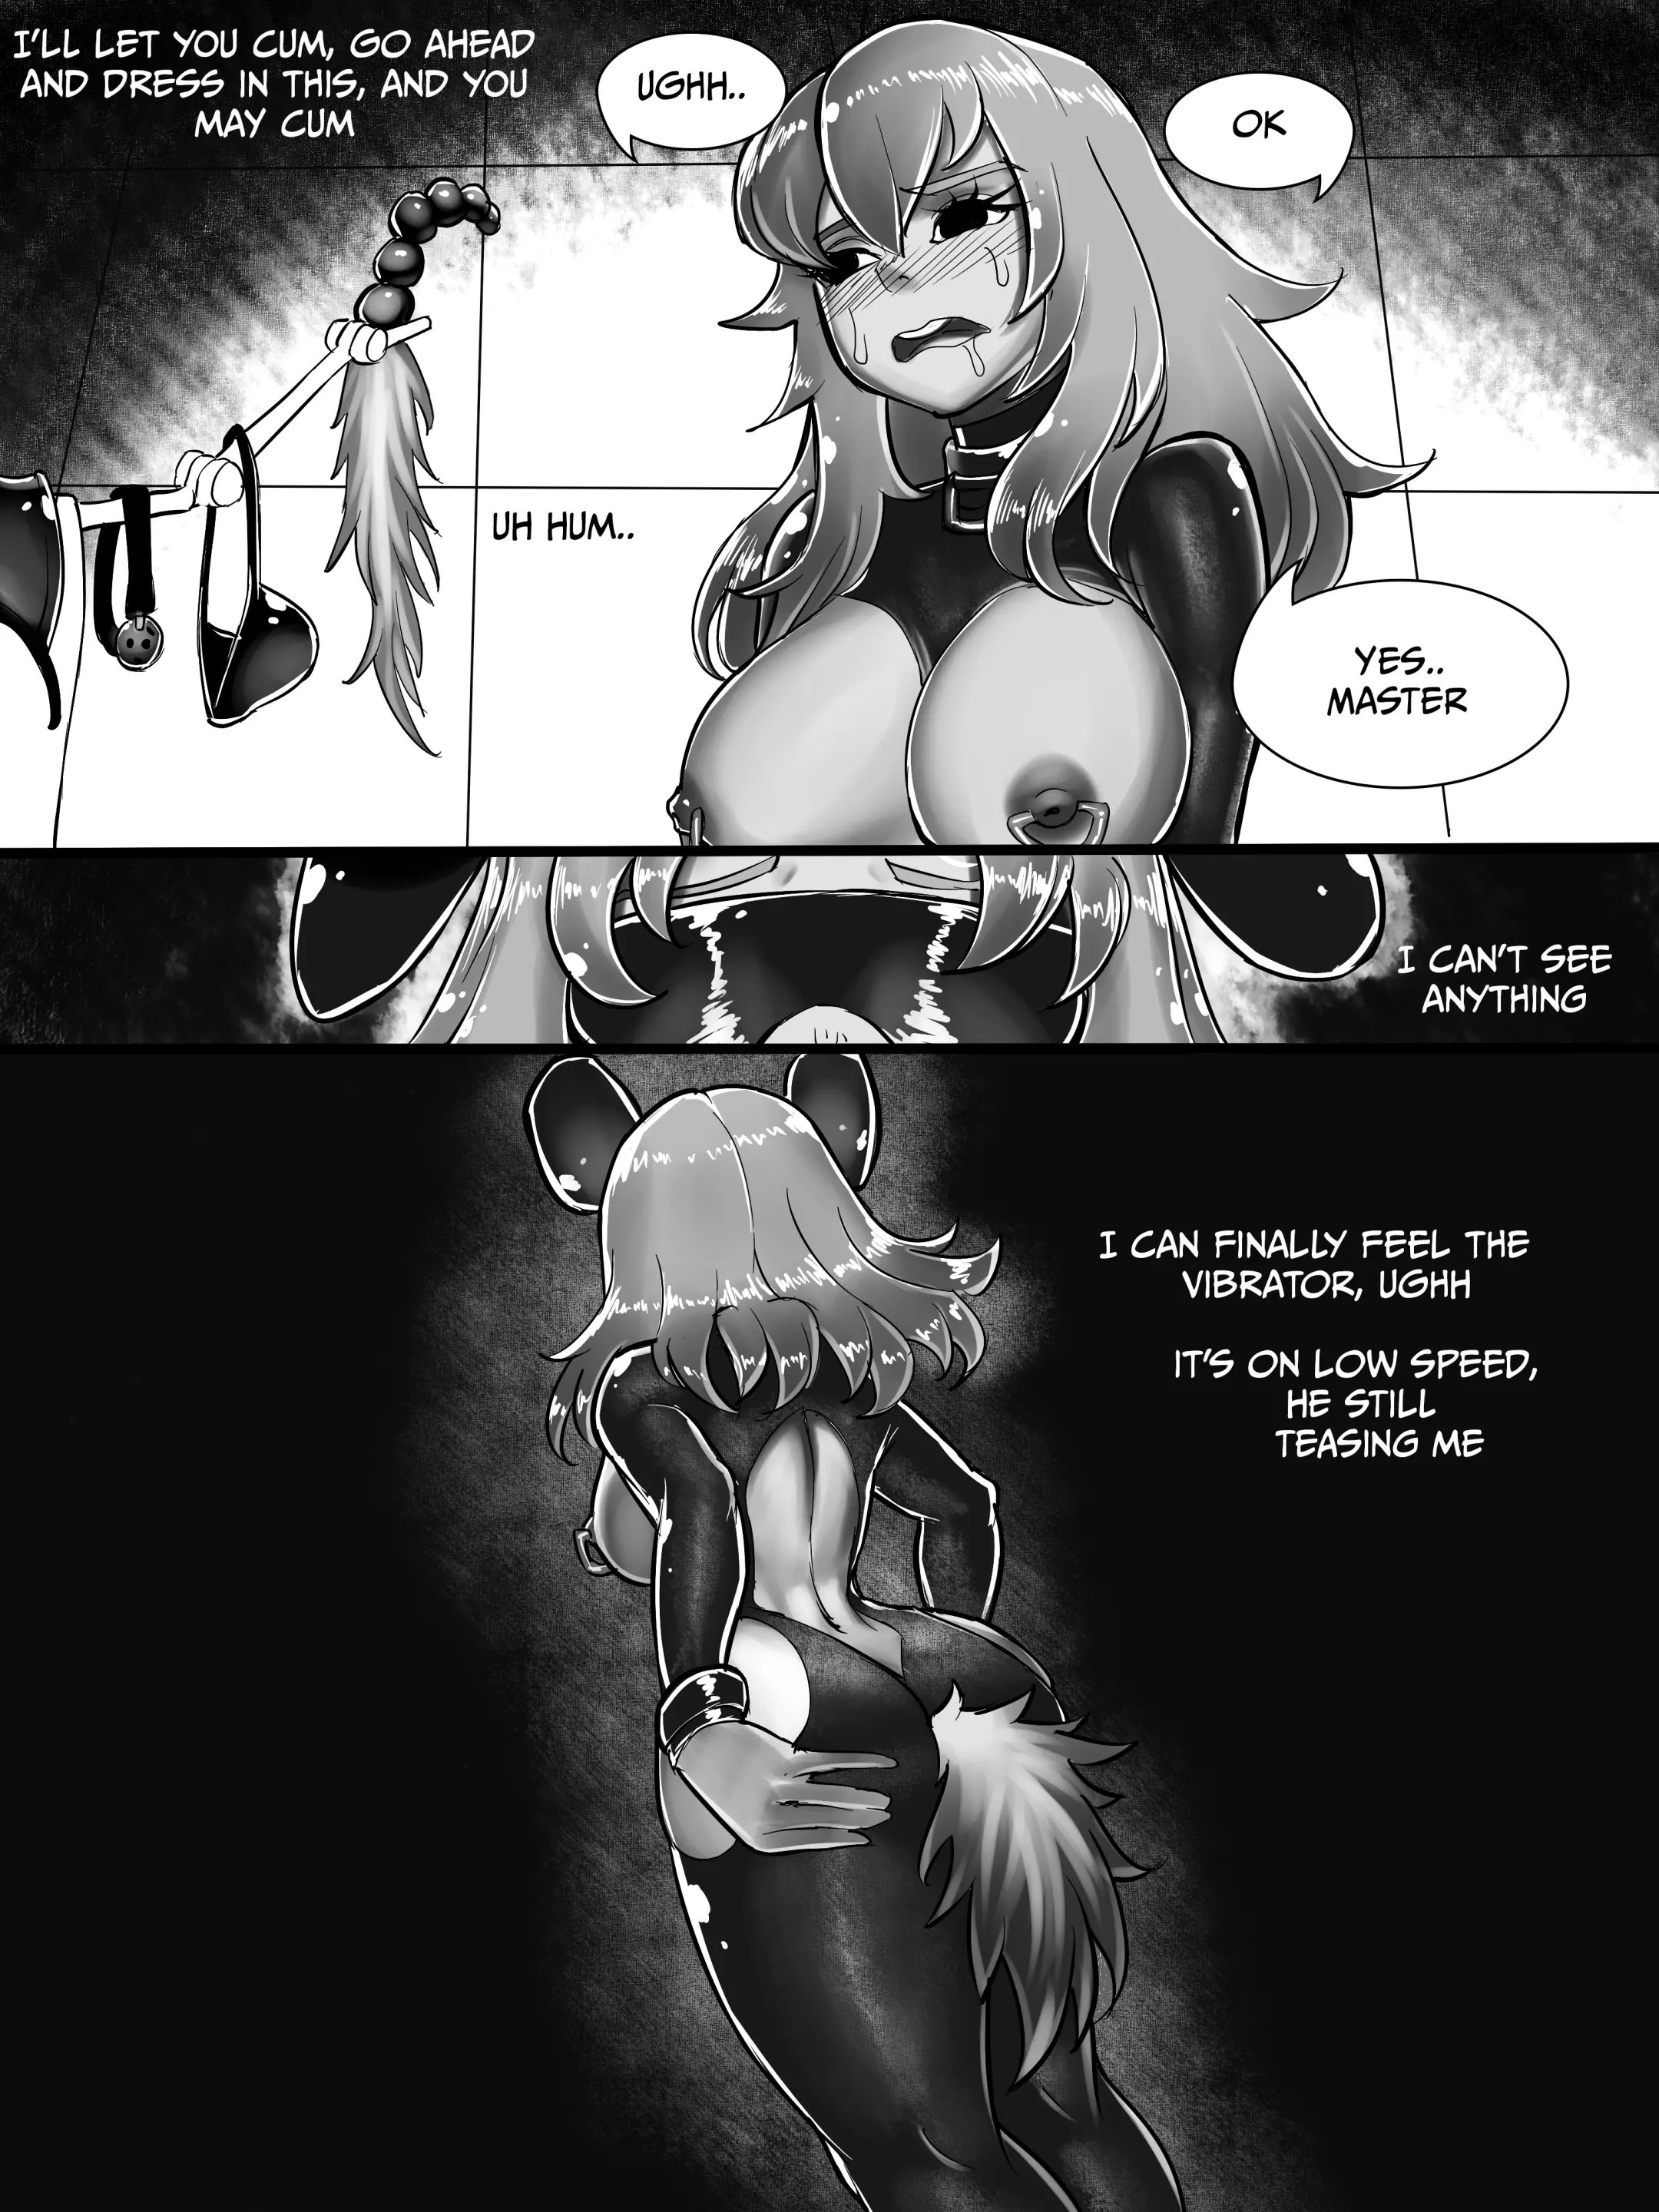 I'LL LET YOU CUM, GO AHEAD
AND DRESS IN THIS, AND YOU
MAY CUM
UGHH..
OK
UH HUM..
YES..
MASTER
I CAN'T SEE
ANYTHING
I CAN FINALLY FEEL THE
VIBRATOR, UGHH
IT'S ON LOW SPEED,
HE STILL
TEASING ME